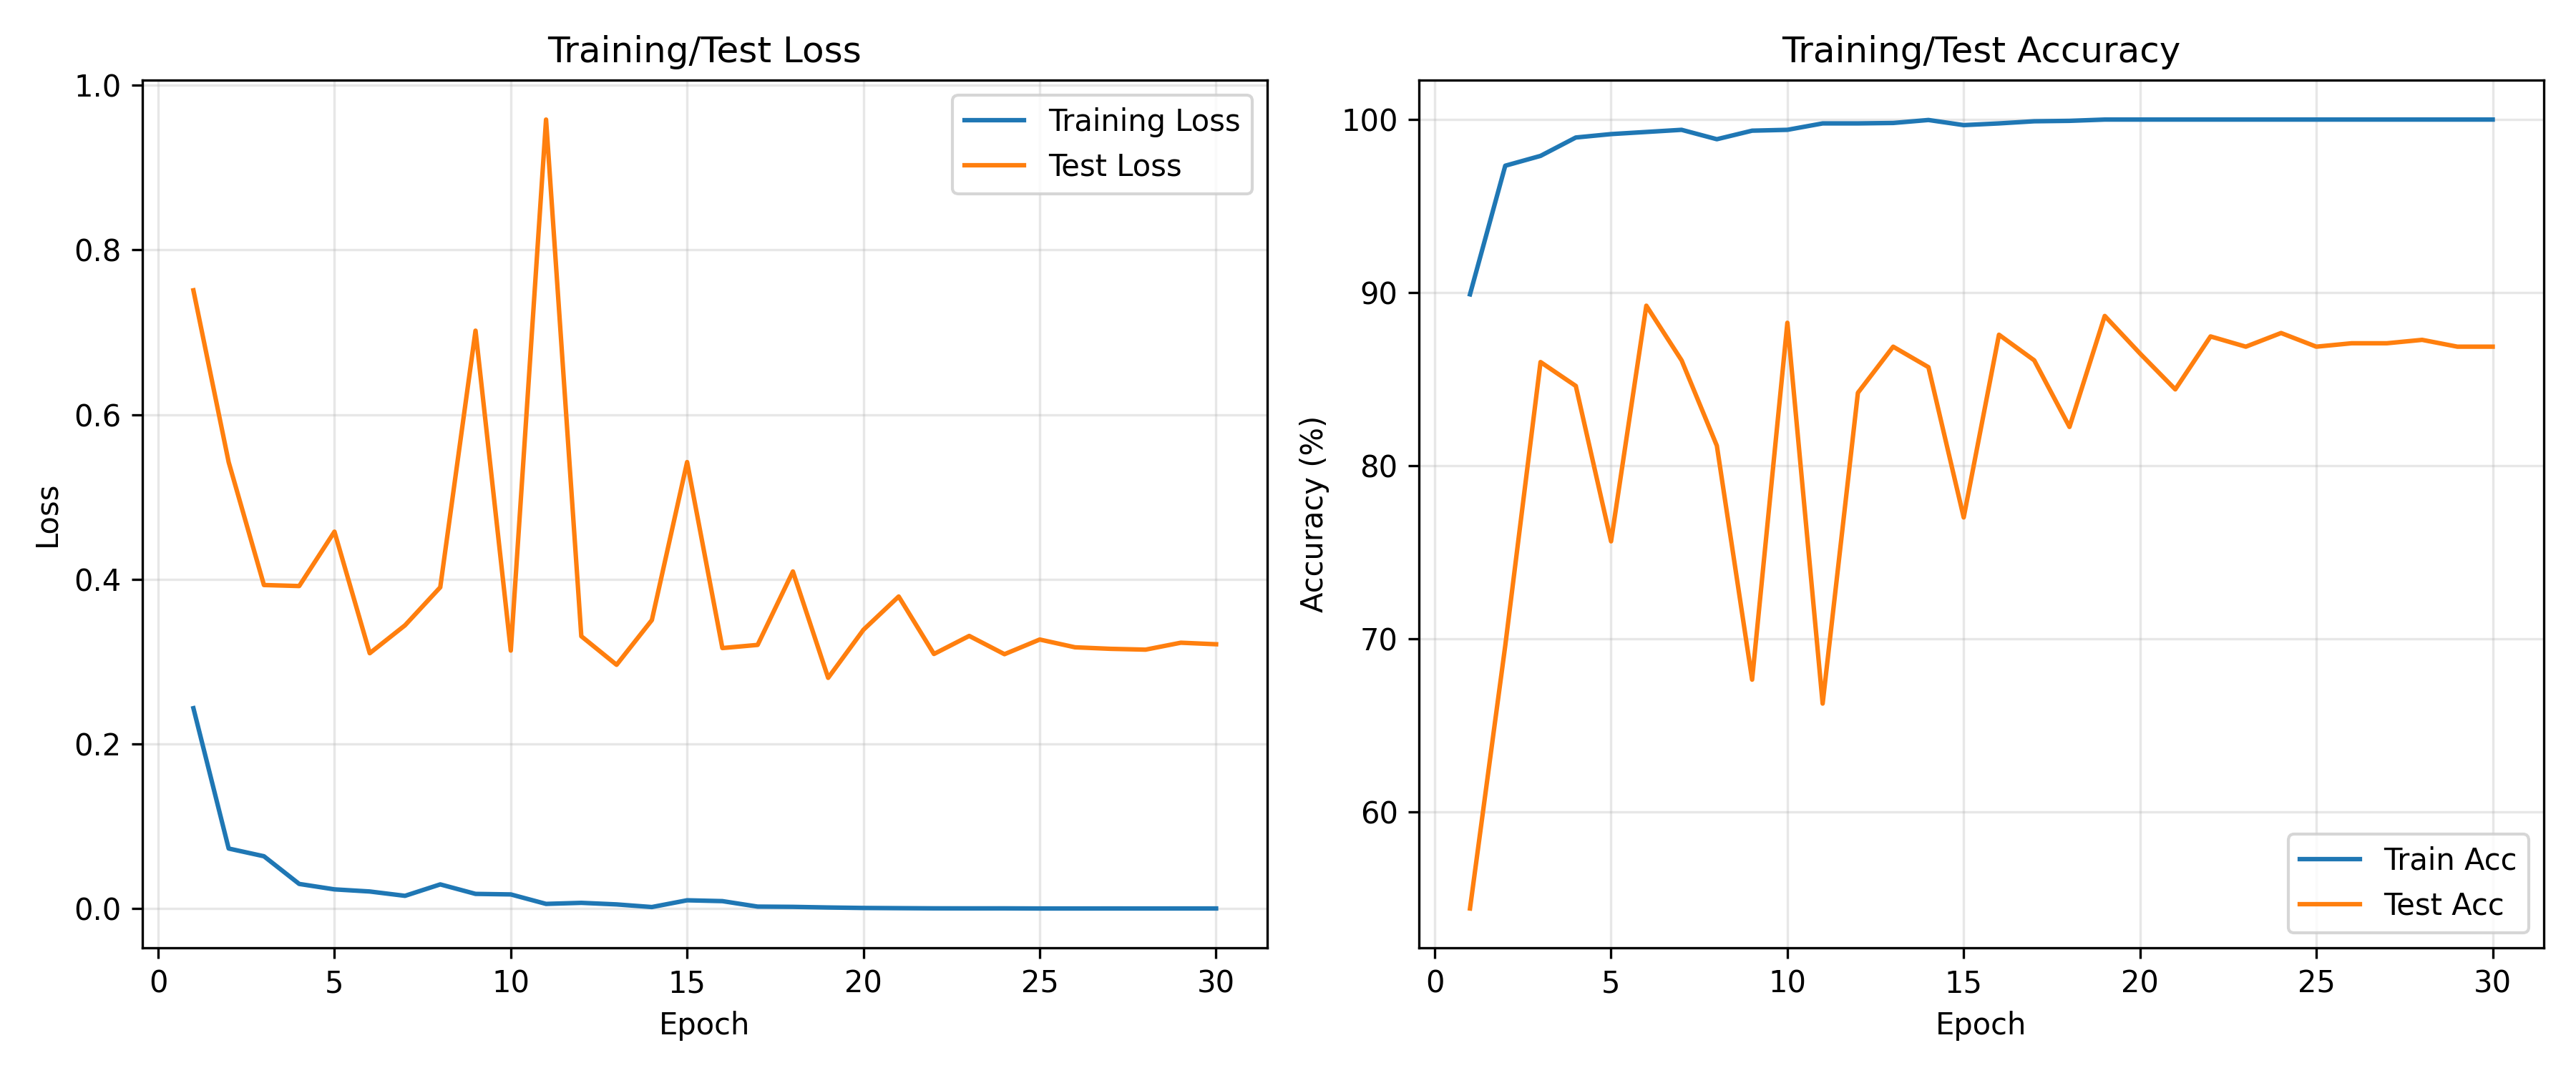 Training/Test Loss
1.0
0.8
0.6
0.4
0.2
0.0
Loss
Training Loss
Test Loss
0 5 10 15 20 25 30
Epoch
Training/Test Accuracy
100
90
80
70
60
Accuracy (%)
Train Acc
Test Acc
0 5 10 15 20 25 30
Epoch